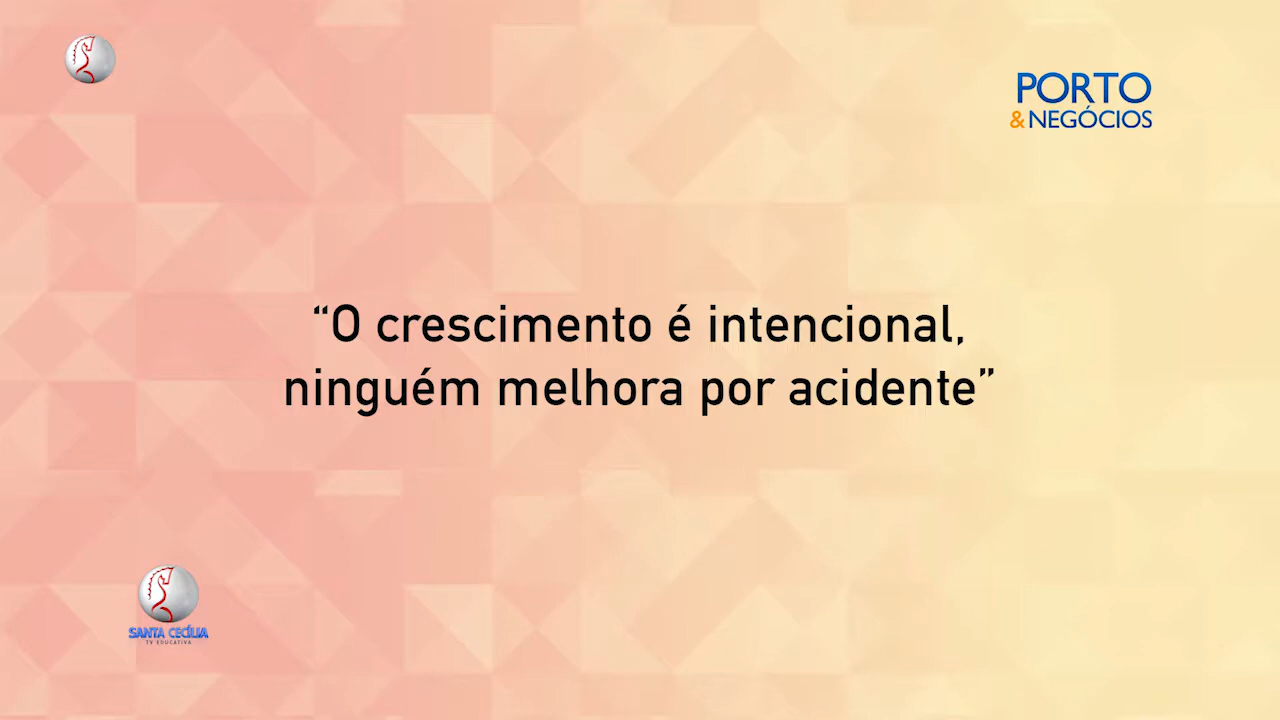 PORTO
&NEGÓCIOS
“O crescimento é intencional,
ninguém melhora por acidente”
SANTA CECÍLIA
TV EDUCATIVA